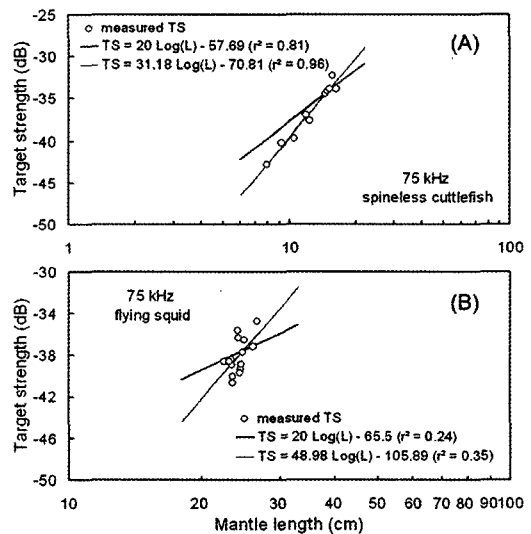 -25
-30
-35
-40
-45
-50
Target strength (dB)
measured TS
TS = 20 Log(L) - 57.69 (r² = 0.81)
TS = 31.18 Log(L) - 70.81 (r² = 0.96)
(A)
75 kHz
spineless cuttlefish
1
10
100
-30
-34
-38
-42
-46
-50
Target strength (dB)
75 kHz
flying squid
(B)
measured TS
TS = 20 Log(L) - 65.5 (r² = 0.24)
TS = 48.98 Log(L) - 105.89 (r² = 0.35)
10 20 30 40 50 60 70 80 90100
Mantle length (cm)